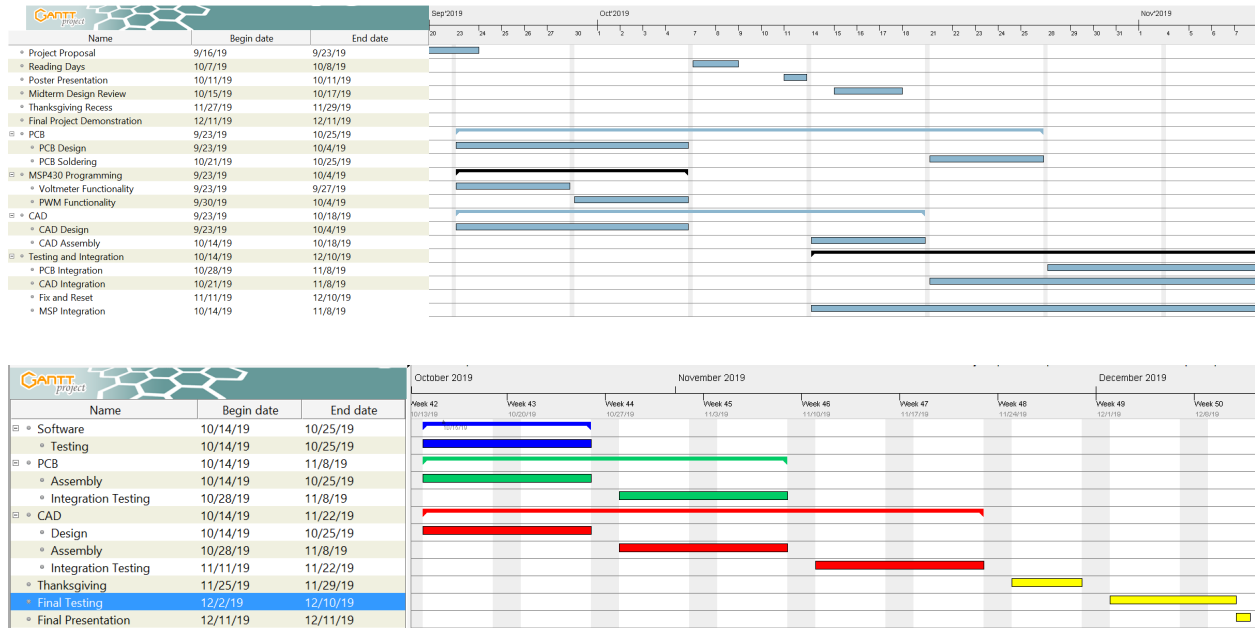 GANTT project
Sep'2019 Oct'2019 Nov'2019
20 23 24 25 26 27 30 1 2 3 4 7 8 9 10 11 14 15 16 17 18 21 22 23 24 25 28 29 30 31 1 4 5 6 7
Name Begin date End date
Project Proposal 9/16/19 9/23/19
Reading Days 10/7/19 10/8/19
Poster Presentation 10/11/19 10/11/19
Midterm Design Review 10/15/19 10/17/19
Thanksgiving Recess 11/27/19 11/29/19
Final Project Demonstration 12/11/19 12/11/19
PCB 9/23/19 10/25/19
PCB Design 9/23/19 10/4/19
PCB Soldering 10/21/19 10/25/19
MSP430 Programming 9/23/19 10/4/19
Voltmeter Functionality 9/23/19 9/27/19
PWM Functionality 9/30/19 10/4/19
CAD 9/23/19 10/18/19
CAD Design 9/23/19 10/4/19
CAD Assembly 10/14/19 10/18/19
Testing and Integration 10/14/19 12/10/19
PCB Integration 10/28/19 11/8/19
CAD Integration 10/21/19 11/8/19
Fix and Reset 11/11/19 12/10/19
MSP Integration 10/14/19 11/8/19
GANTT project
October 2019 November 2019 December 2019
Week 42 Week 43 Week 44 Week 45 Week 46 Week 47 Week 48 Week 49 Week 50
10/13/19 10/20/19 10/27/19 11/3/19 11/10/19 11/17/19 11/24/19 12/1/19 12/8/19
Name Begin date End date
Software 10/14/19 10/25/19
Testing 10/14/19 10/25/19
PCB 10/14/19 11/8/19
Assembly 10/14/19 10/25/19
Integration Testing 10/28/19 11/8/19
CAD 10/14/19 11/22/19
Design 10/14/19 10/25/19
Assembly 10/28/19 11/8/19
Integration Testing 11/11/19 11/22/19
Thanksgiving 11/25/19 11/29/19
Final Testing 12/2/19 12/10/19
Final Presentation 12/11/19 12/11/19